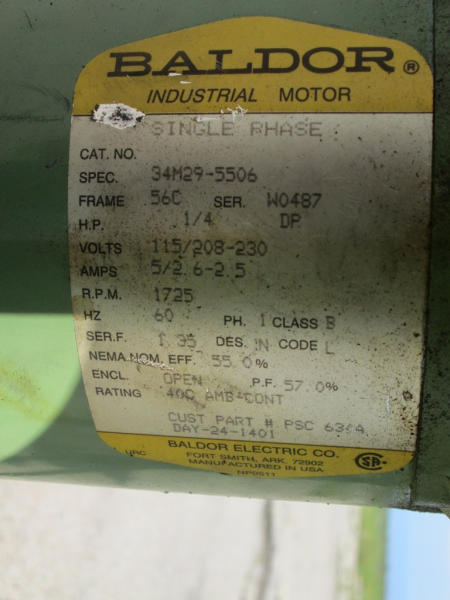 BALDOR ®
INDUSTRIAL MOTOR
SINGLE PHASE
CAT. NO.
SPEC. 34M29-5506
FRAME 56C SER. W0487
H.P. 1/4 DP
VOLTS 115/208-230
AMPS 5/2.6-2.5
R.P.M. 1725
HZ 60 PH. 1 CLASS B
SER.F. 1.35 DES. N CODE L
NEMA NOM. EFF. 55.0%
ENCL. OPEN P.F. 57.0%
RATING 40C AMB-CONT
CUST PART # PSC
DAY-24-1401
BALDOR ELECTRIC CO.
FORT SMITH, ARK. 72902
MANUFACTURED IN USA